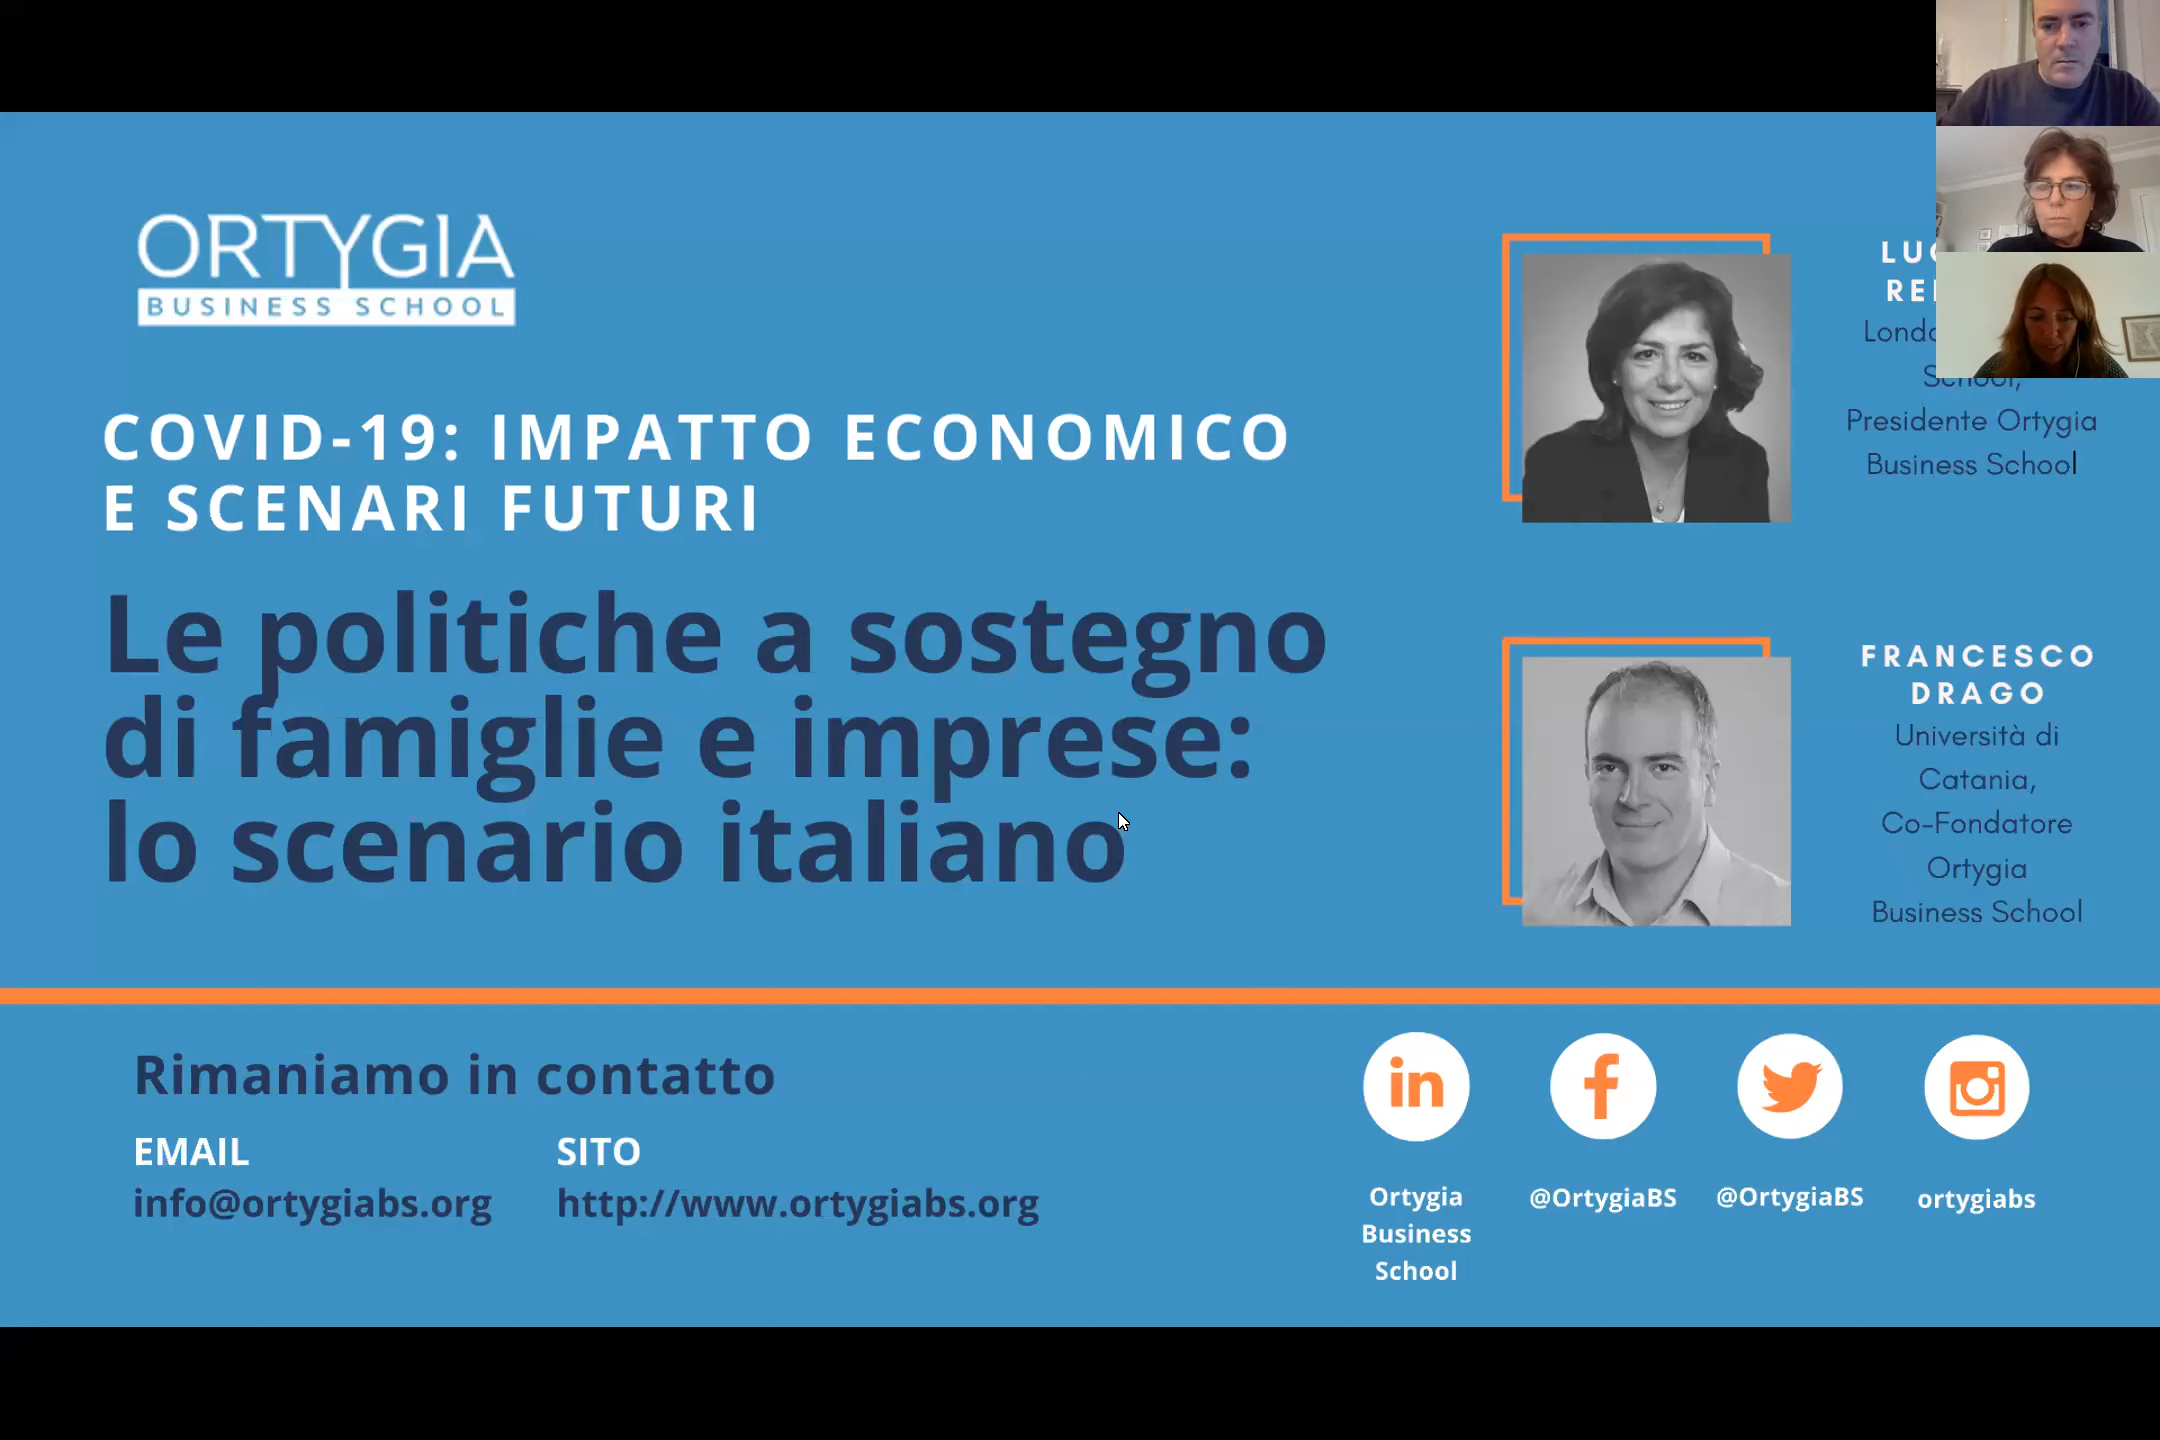 ORTYGIA
BUSINESS SCHOOL
COVID-19: IMPATTO ECONOMICO
E SCENARI FUTURI
Le politiche a sostegno
di famiglie e imprese:
lo scenario italiano
School,
Presidente Ortygia
Business School
FRANCESCO
DRAGO
Università di
Catania,
Co-Fondatore
Ortygia
Business School
Rimaniamo in contatto
EMAIL
info@ortygiabs.org
SITO
http://www.ortygiabs.org
in
Ortygia
Business
School
f
@OrtygiaBS
@OrtygiaBS
ortygiabs